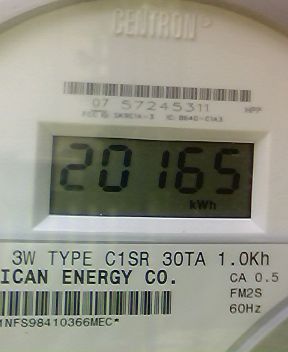 CENTRON
07 57245311
20165
kWh
3W TYPE C1SR 30TA 1.0Kh
ICAN ENERGY CO.
CA 0.5
FM2S
60Hz
1NFS98410366MEC*